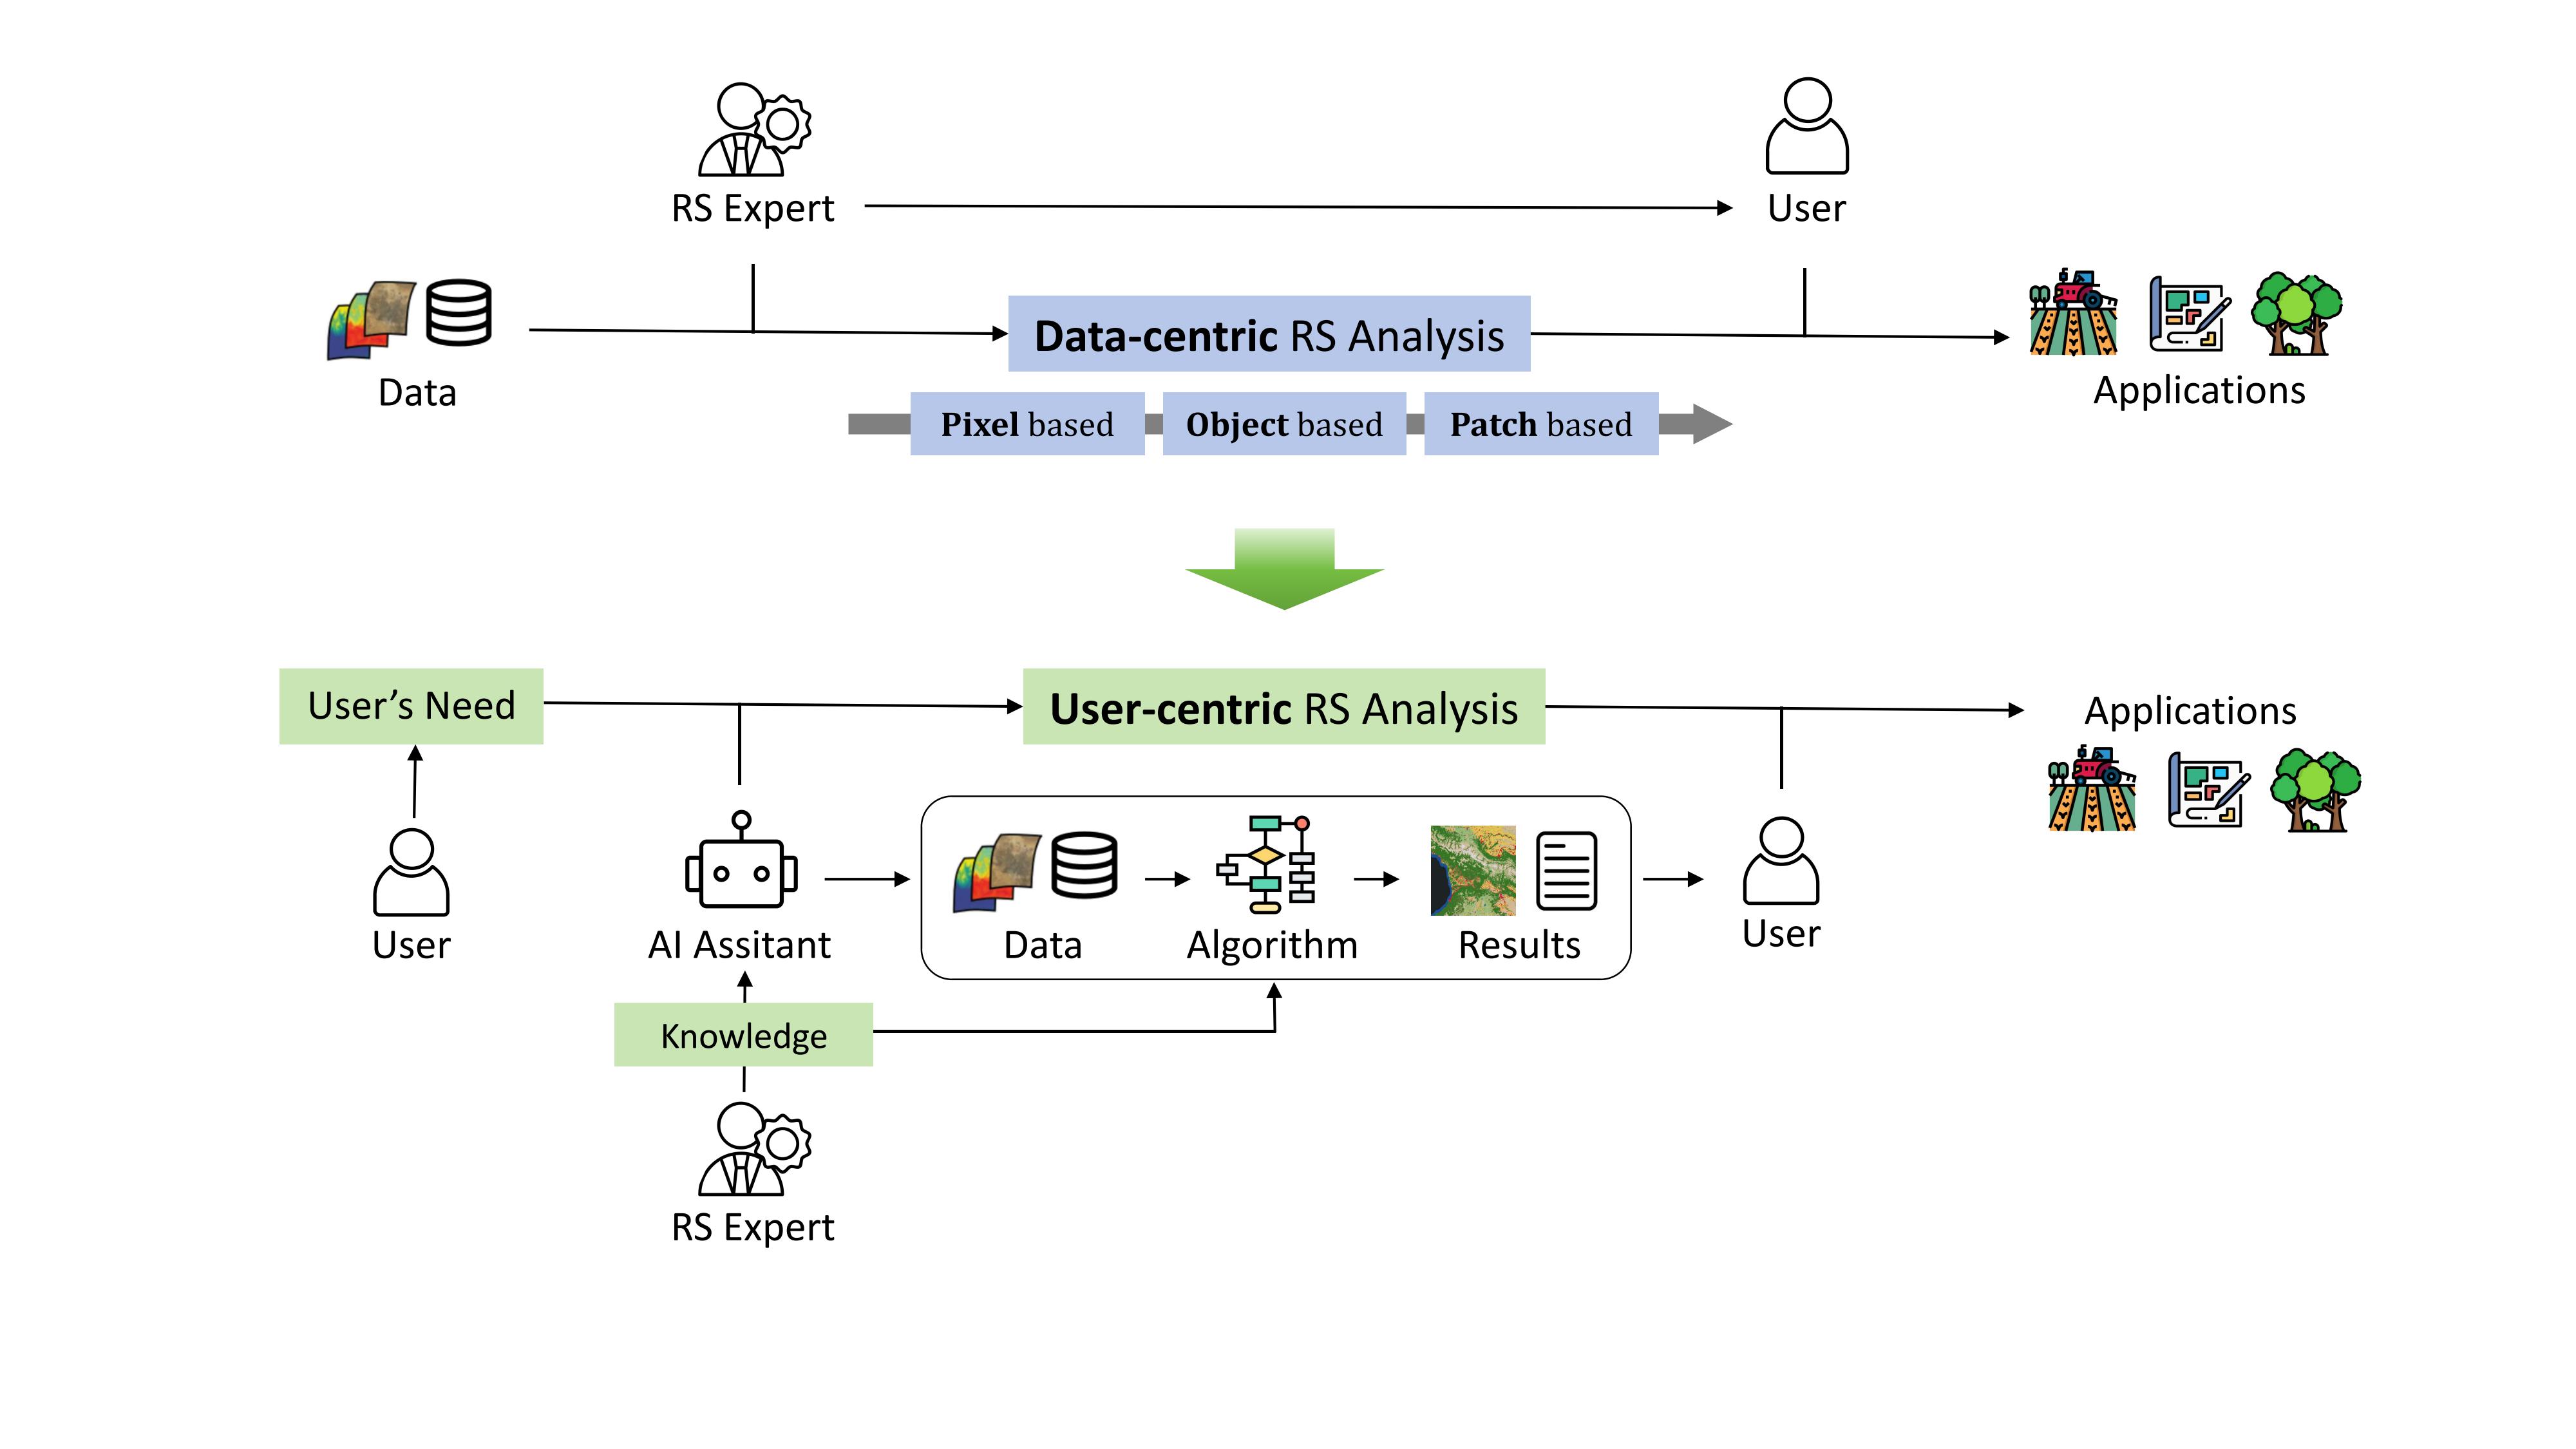 RS Expert
User
Data-centric RS Analysis
Data
Applications
Pixel based
Object based
Patch based
User’s Need
User-centric RS Analysis
Applications
User
AI Assitant
Data
Algorithm
Results
User
Knowledge
RS Expert